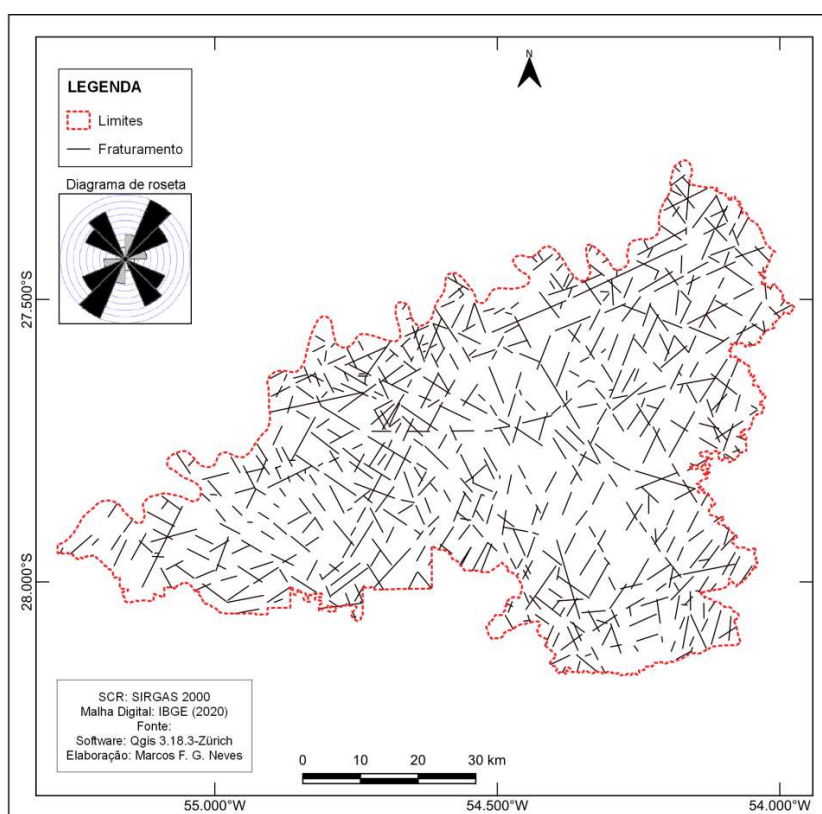 N
LEGENDA
Limites
Fraturamento
Diagrama de roseta
27.500°S
28.000°S
SCR: SIRGAS 2000
Malha Digital: IBGE (2020)
Fonte:
Software: Qgis 3.18.3-Zürich
Elaboração: Marcos F. G. Neves
0 10 20 30 km
55.000°W 54.500°W 54.000°W